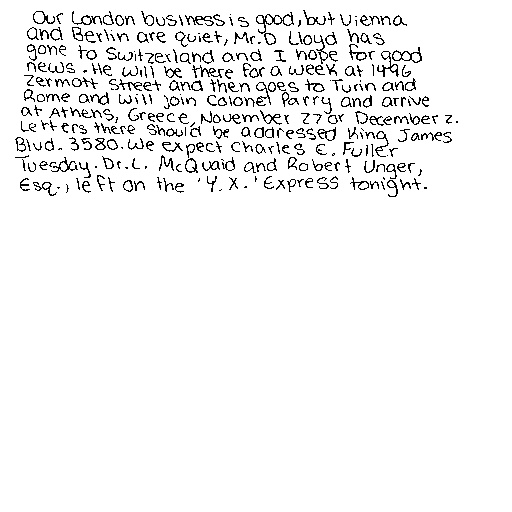 Our London business is good, but Vienna
and Berlin are quiet, Mr. D Lloyd has
gone to Switzerland and I hope for good
news. He will be there for a week at 1496
Zermott Street and then goes to Turin and
Rome and will join Colonel Parry and arrive
at Athens, Greece, November 27 or December 2.
Letters there should be addressed King James
Blvd. 3580. We expect Charles E. Fuller
Tuesday. Dr. L. McQuaid and Robert Unger,
Esq., left on the 'Y. X.' Express tonight.